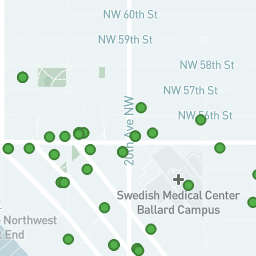 NW 60th St
NW 59th St
NW 58th St
NW 57th St
NW 56th St
20th Ave NW
Swedish Medical Center
Ballard Campus
Northwest
End